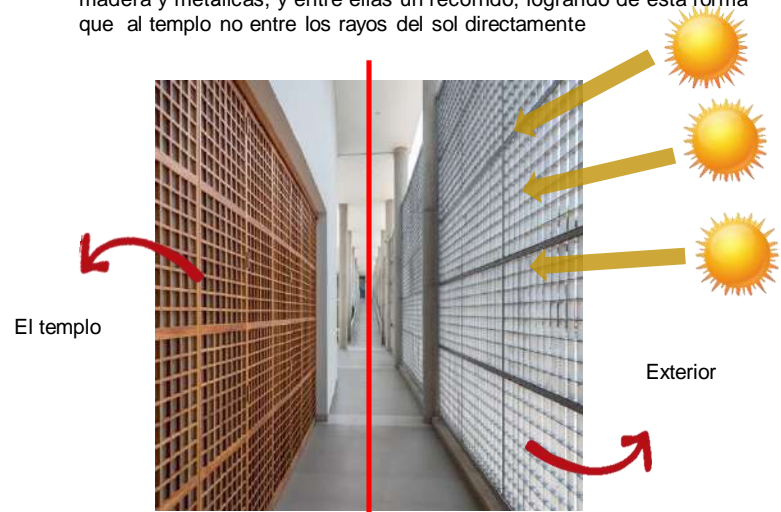 madera y metálicas, y entre ellas un recorrido, logrando de esta forma
que al templo no entre los rayos del sol directamente
El templo
Exterior